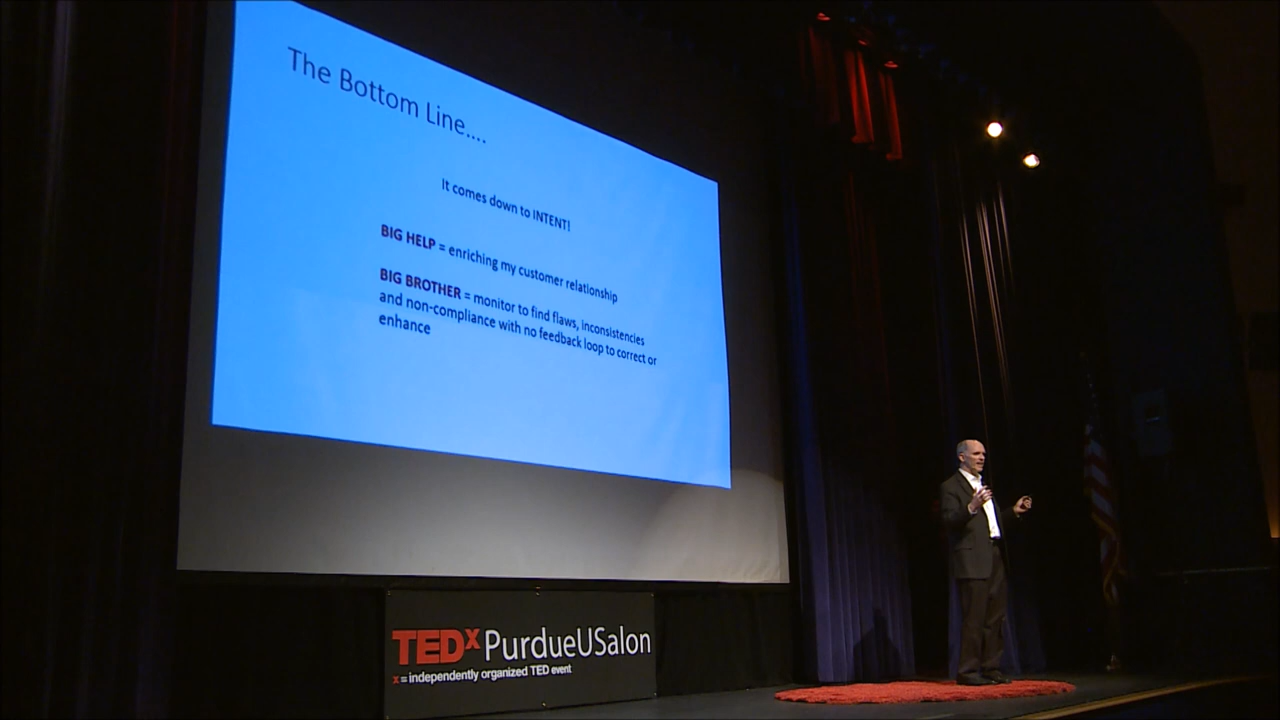 The Bottom Line....
It comes down to INTENT!
BIG HELP = enriching my customer relationship
BIG BROTHER = monitor to find flaws, inconsistencies
and non-compliance with no feedback loop to correct or
enhance
TEDx PurdueUSalon
x = independently organized TED event